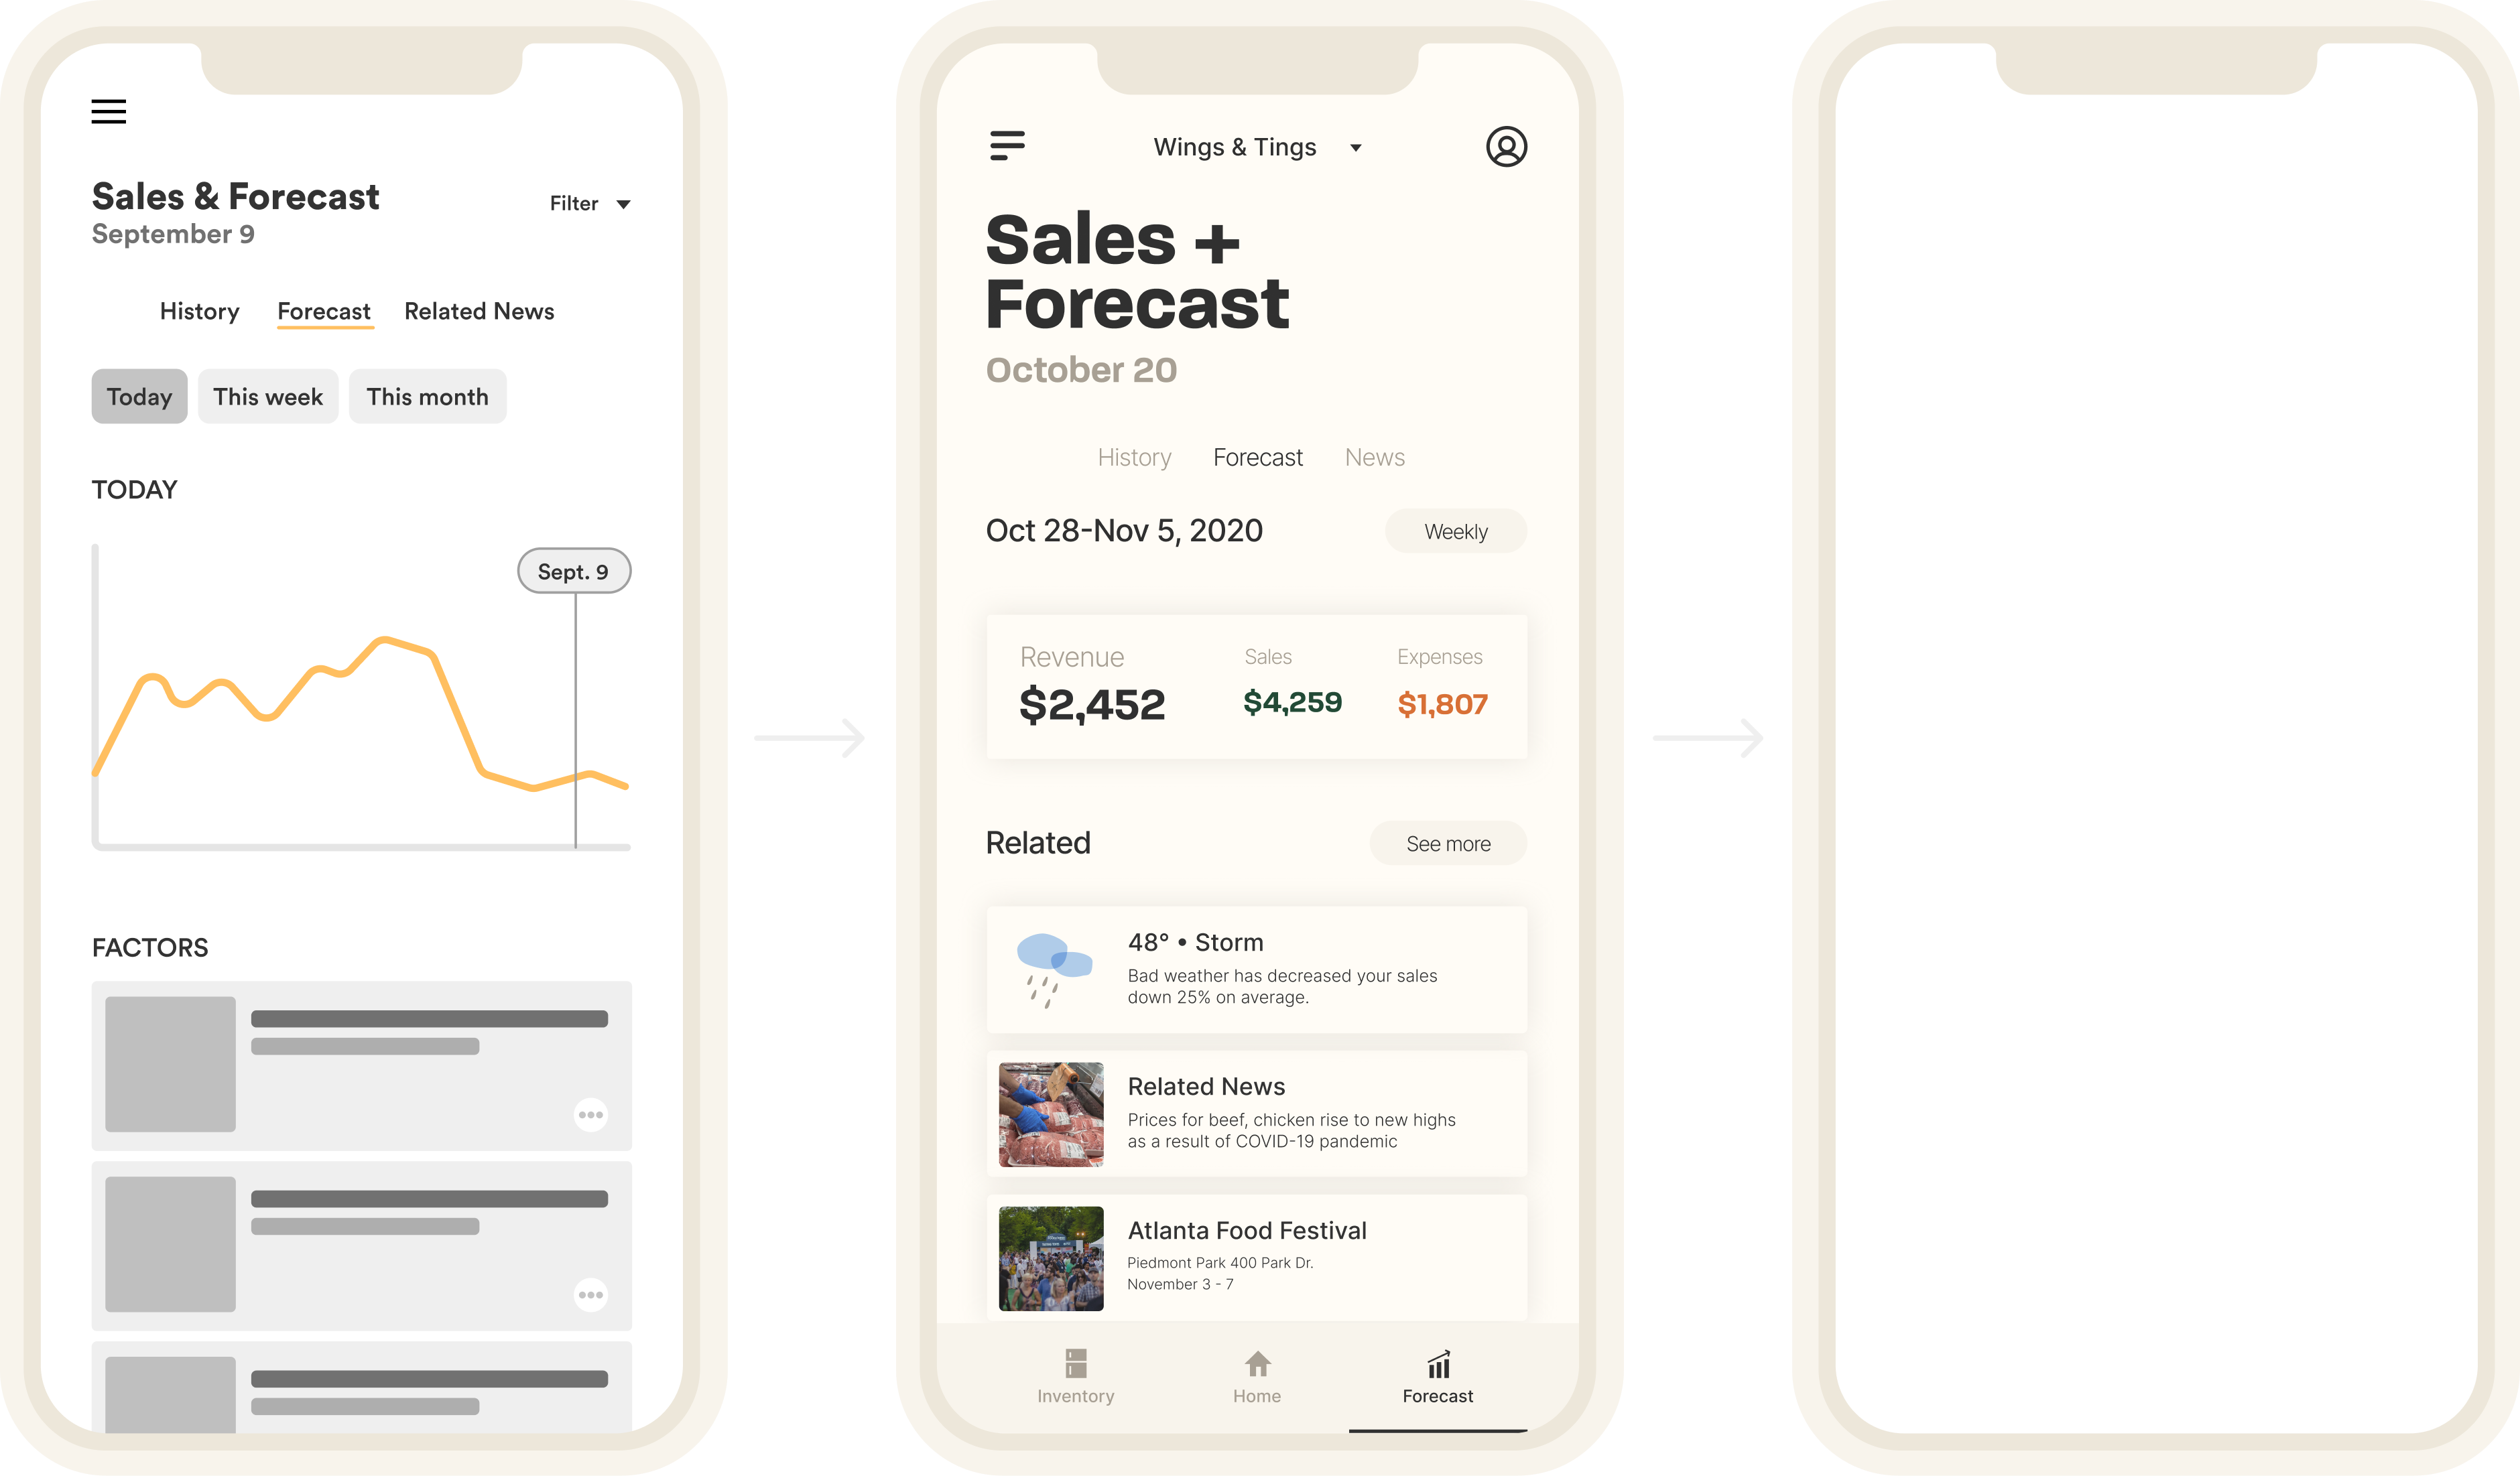 Sales & Forecast
September 9
Filter
History Forecast Related News
Today This week This month
TODAY
Sept. 9
FACTORS
Wings & Tings
Sales +
Forecast
October 20
History Forecast News
Oct 28-Nov 5, 2020
Weekly
Revenue Sales Expenses
$2,452 $4,259 $1,807
Related
See more
48° • Storm
Bad weather has decreased your sales
down 25% on average.
Related News
Prices for beef, chicken rise to new highs
as a result of COVID-19 pandemic
Atlanta Food Festival
Piedmont Park 400 Park Dr.
November 3 - 7
Inventory Home Forecast